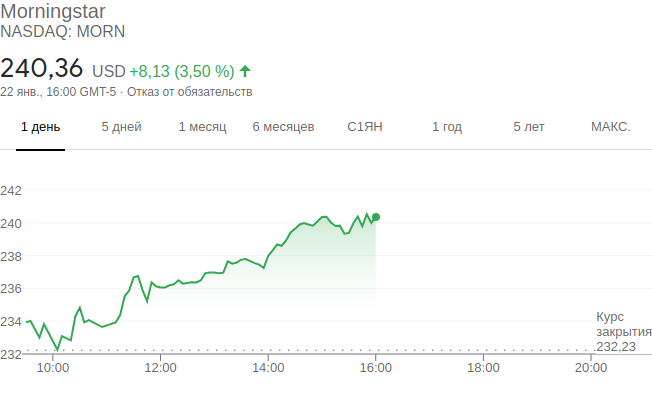 Morningstar
NASDAQ: MORN
240,36 USD +8,13 (3,50 %)
22 янв., 16:00 GMT-5 · Отказ от обязательств
1 день 5 дней 1 месяц 6 месяцев С1ЯН 1 год 5 лет МАКС.
242
240
238
236
234
232
Курс
закрытия
232,23
10:00 12:00 14:00 16:00 18:00 20:00